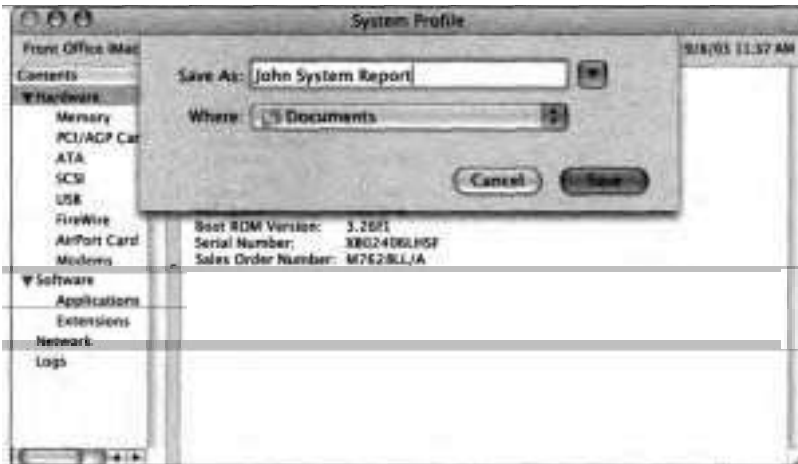 System Profile
Front Office iMac
9/8/03 11:37 AM
Save As: John System Report
Where: Documents
Cancel
Save
Contents
▼ Hardware
Memory
PCI/AGP Car
ATA
SCSI
USB
FireWire
AirPort Card
Modems
▼ Software
Applications
Extensions
Network
Logs
Boot ROM Version:
Serial Number:
Sales Order Number: M7628LL/A